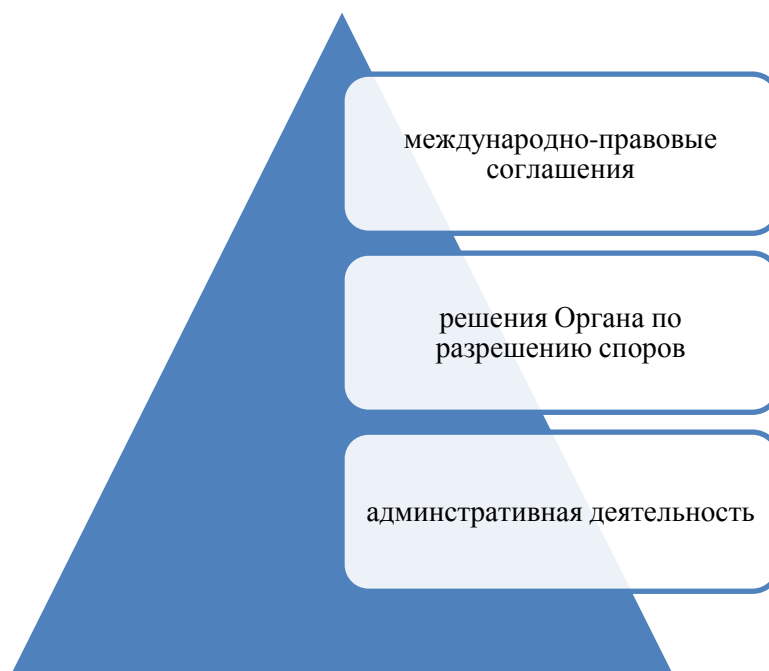 международно-правовые
соглашения
решения Органа по
разрешению споров
админстративная деятельность